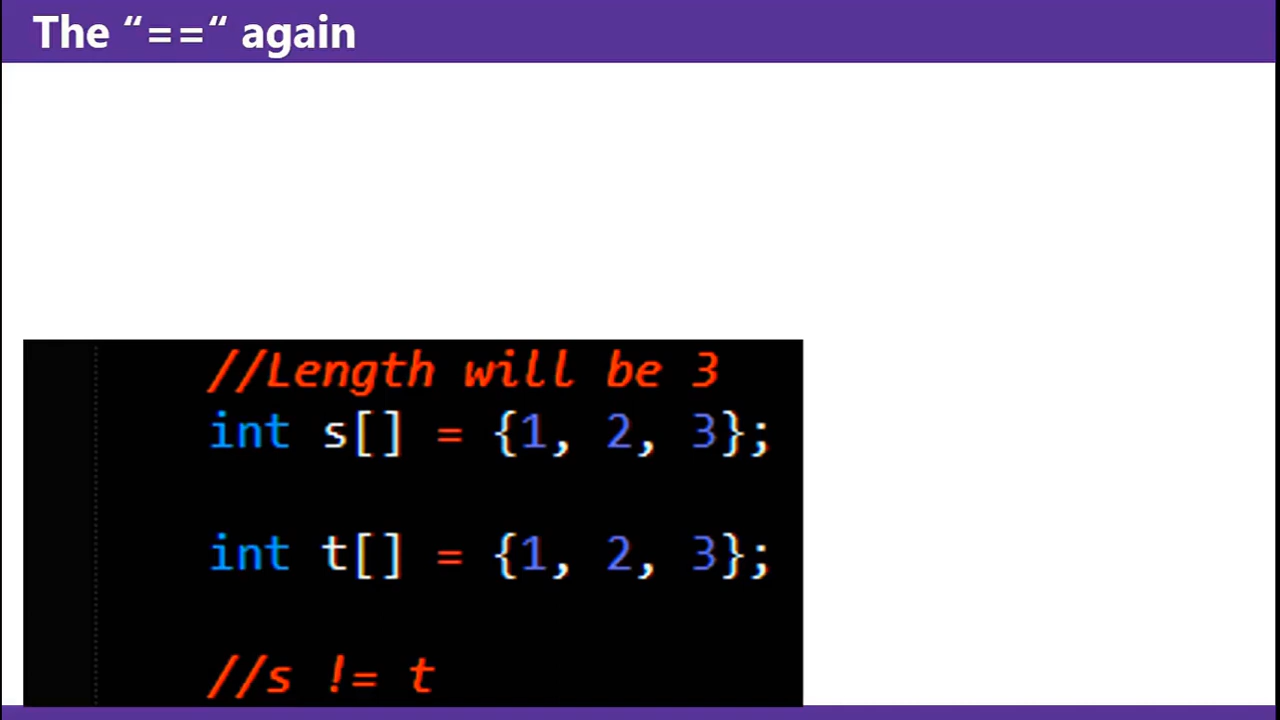 The “==“ again
//Length will be 3
int s[] = {1, 2, 3};
int t[] = {1, 2, 3};
//s != t